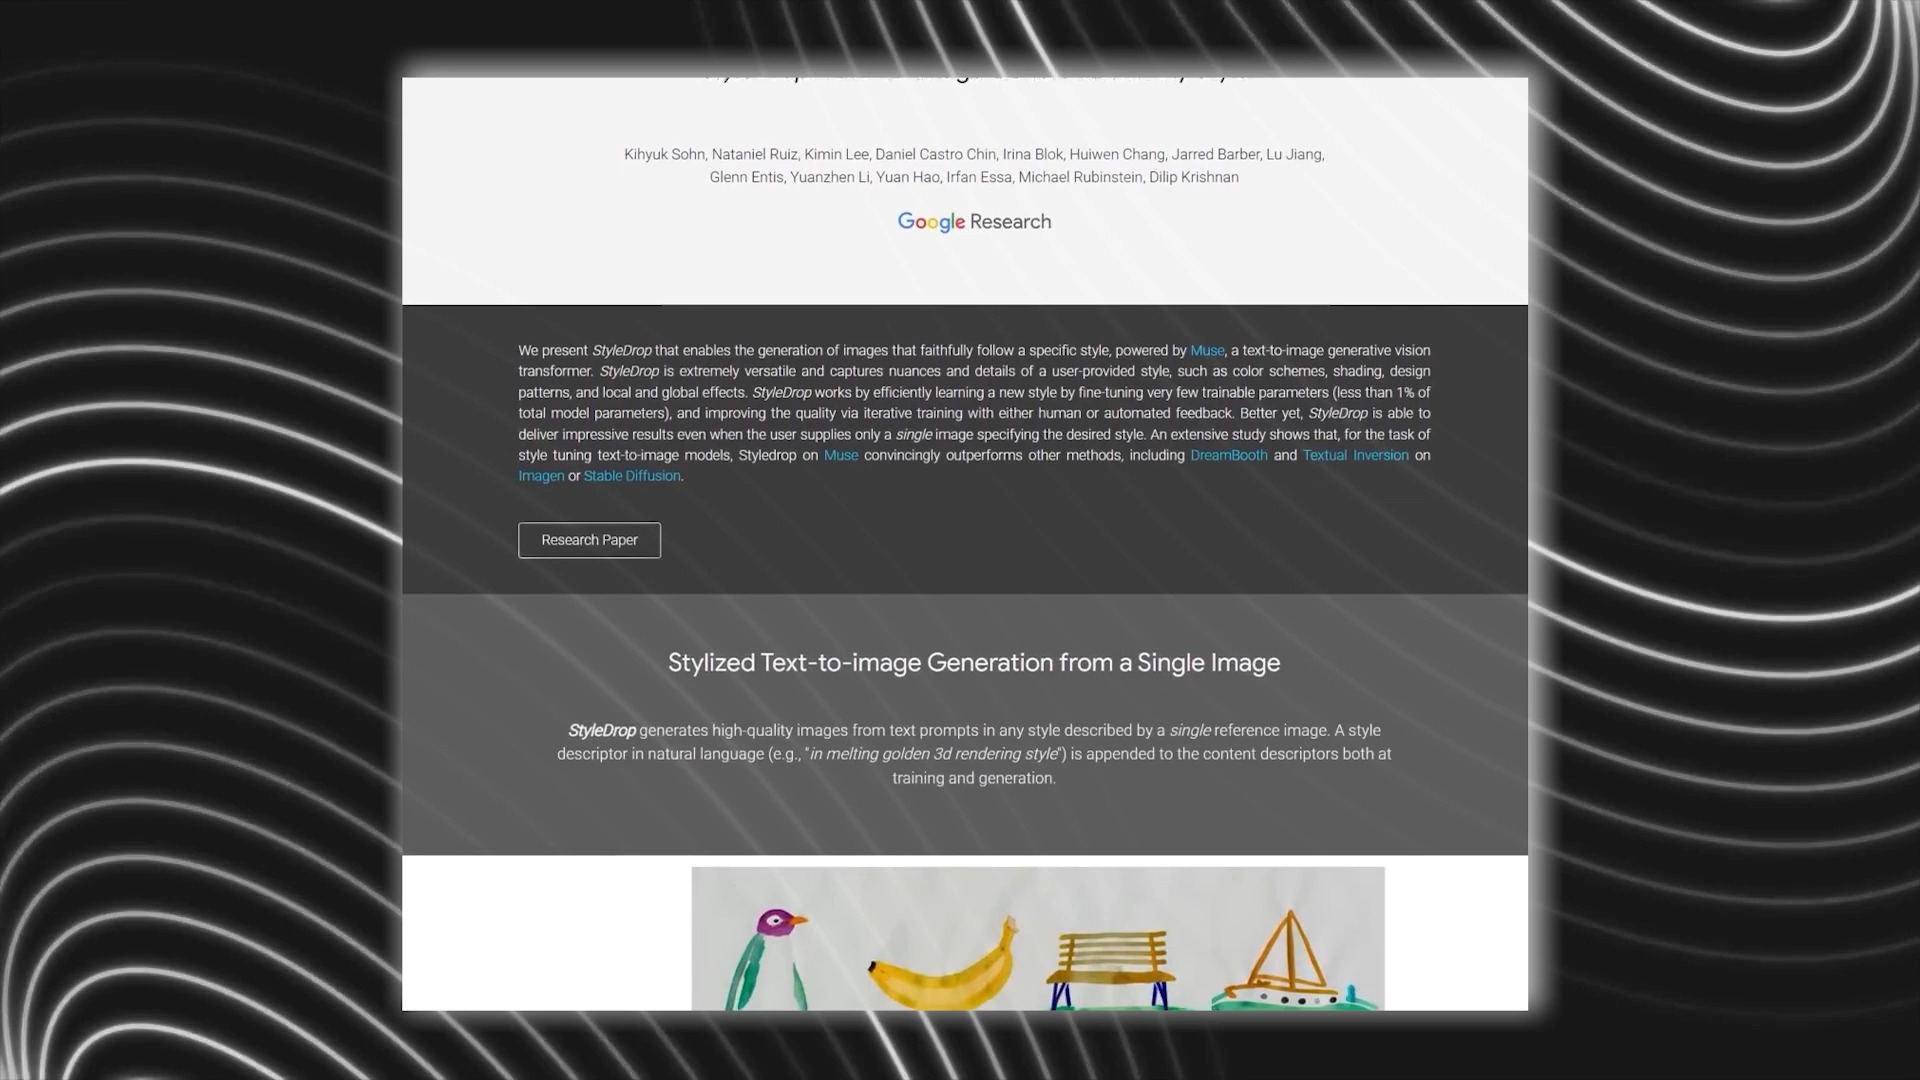 Kihyuk Sohn, Nataniel Ruiz, Kimin Lee, Daniel Castro Chin, Irina Blok, Huiwen Chang, Jarred Barber, Lu Jiang,
Glenn Entis, Yuanzhen Li, Yuan Hao, Irfan Essa, Michael Rubinstein, Dilip Krishnan
Google Research
We present StyleDrop that enables the generation of images that faithfully follow a specific style, powered by Muse, a text-to-image generative vision
transformer. StyleDrop is extremely versatile and captures nuances and details of a user-provided style, such as color schemes, shading, design
patterns, and local and global effects. StyleDrop works by efficiently learning a new style by fine-tuning very few trainable parameters (less than 1% of
total model parameters), and improving the quality via iterative training with either human or automated feedback. Better yet, StyleDrop is able to
deliver impressive results even when the user supplies only a single image specifying the desired style. An extensive study shows that, for the task of
style tuning text-to-image models, Styledrop on Muse convincingly outperforms other methods, including DreamBooth and Textual Inversion on
Imagen or Stable Diffusion.
Research Paper
Stylized Text-to-image Generation from a Single Image
StyleDrop generates high-quality images from text prompts in any style described by a single reference image. A style
descriptor in natural language (e.g., "in melting golden 3d rendering style") is appended to the content descriptors both at
training and generation.